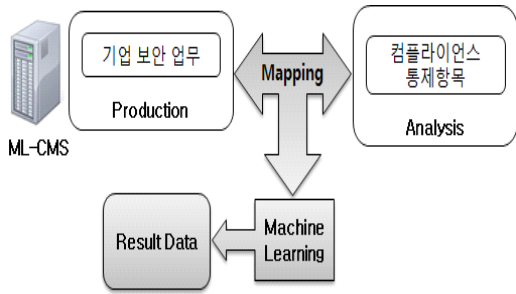 기업 보안 업무
Production
ML-CMS
Mapping
컴플라이언스
통제항목
Analysis
Result Data
Machine
Learning